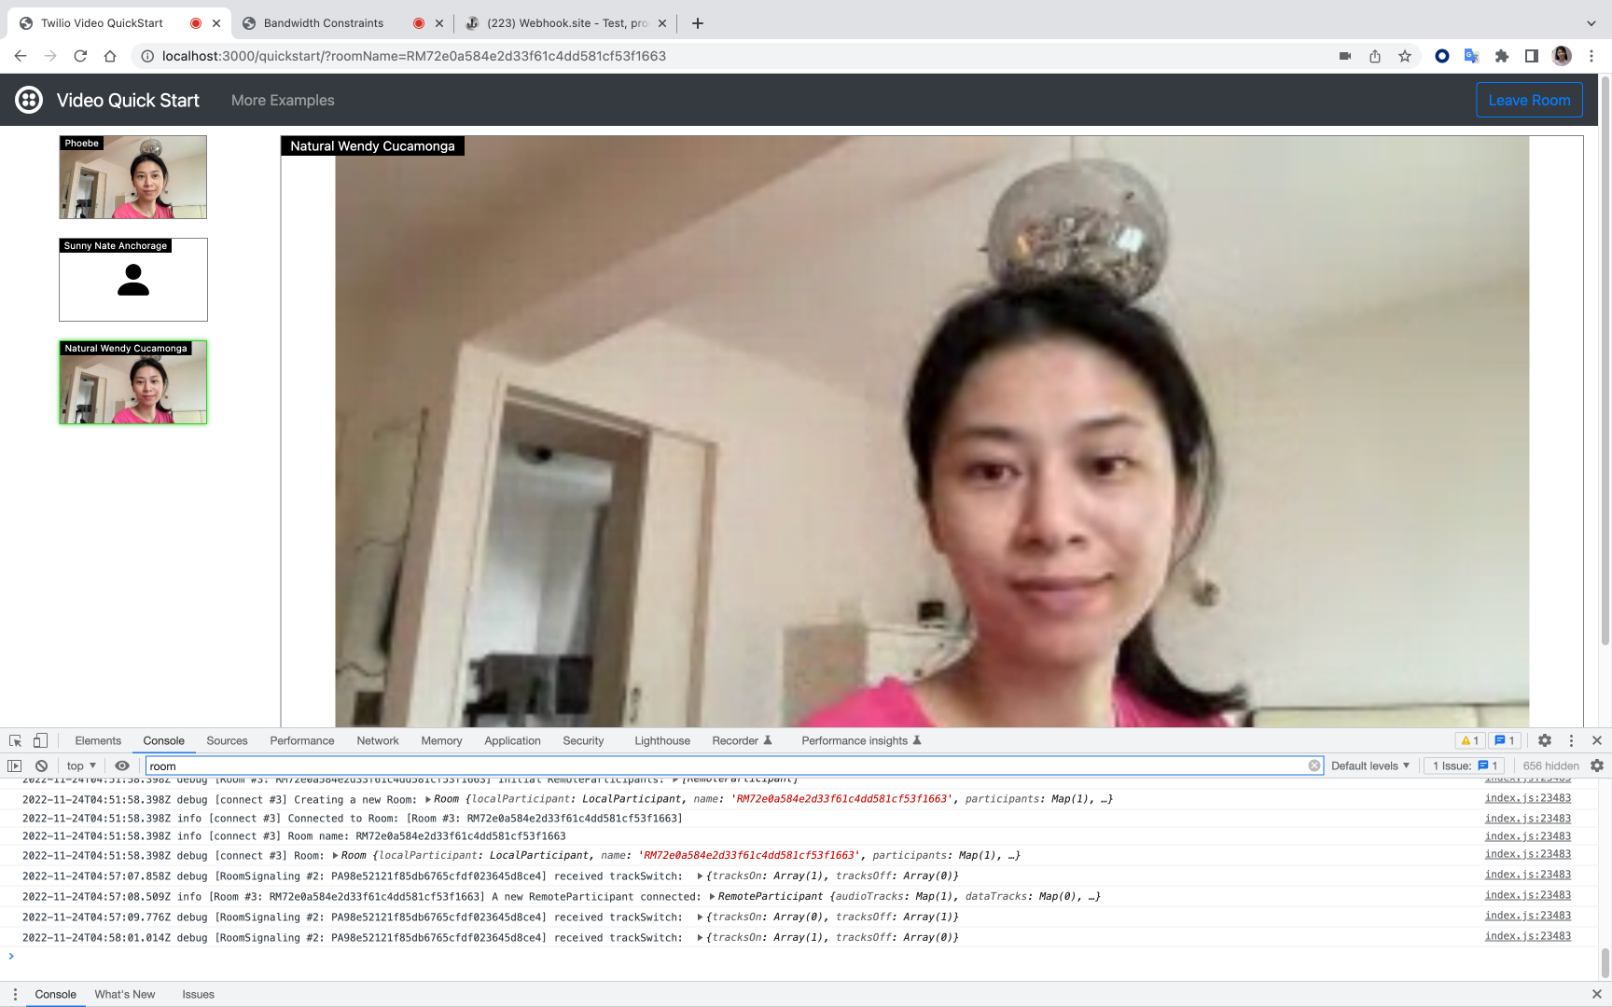 Twilio Video QuickStart
Bandwidth Constraints
(223) Webhook.site - Test, pro
localhost:3000/quickstart/?roomName=RM72e0a584e2d33f61c4dd581cf53f1663
Video Quick Start
More Examples
Leave Room
Phoebe
Natural Wendy Cucamonga
Sunny Nate Anchorage
Natural Wendy Cucamonga
Elements Console Sources Performance Network Memory Application Security Lighthouse Recorder Performance insights 1 1
top room Default levels 1 Issue: 1 656 hidden
2022-11-24T04:51:58.398Z debug [Room #3: RM72e0a584e2d33f61c4dd581cf53f1663] Initial RemoteParticipants: ▶[RemoteParticipant] index.js:23483
2022-11-24T04:51:58.398Z debug [connect #3] Creating a new Room: ▶Room {localParticipant: LocalParticipant, name: 'RM72e0a584e2d33f61c4dd581cf53f1663', participants: Map(1), …} index.js:23483
2022-11-24T04:51:58.398Z info [connect #3] Connected to Room: [Room #3: RM72e0a584e2d33f61c4dd581cf53f1663] index.js:23483
2022-11-24T04:51:58.398Z info [connect #3] Room name: RM72e0a584e2d33f61c4dd581cf53f1663 index.js:23483
2022-11-24T04:51:58.398Z debug [connect #3] Room: ▶Room {localParticipant: LocalParticipant, name: 'RM72e0a584e2d33f61c4dd581cf53f1663', participants: Map(1), …} index.js:23483
2022-11-24T04:57:07.858Z debug [RoomSignaling #2: PA98e52121f85db6765cfdf023645d8ce4] received trackSwitch: ▶{tracksOn: Array(1), tracksOff: Array(0)} index.js:23483
2022-11-24T04:57:08.509Z info [Room #3: RM72e0a584e2d33f61c4dd581cf53f1663] A new RemoteParticipant connected: ▶RemoteParticipant {audioTracks: Map(1), dataTracks: Map(0), …} index.js:23483
2022-11-24T04:57:09.776Z debug [RoomSignaling #2: PA98e52121f85db6765cfdf023645d8ce4] received trackSwitch: ▶{tracksOn: Array(0), tracksOff: Array(1)} index.js:23483
2022-11-24T04:58:01.014Z debug [RoomSignaling #2: PA98e52121f85db6765cfdf023645d8ce4] received trackSwitch: ▶{tracksOn: Array(1), tracksOff: Array(0)} index.js:23483
Console What's New Issues